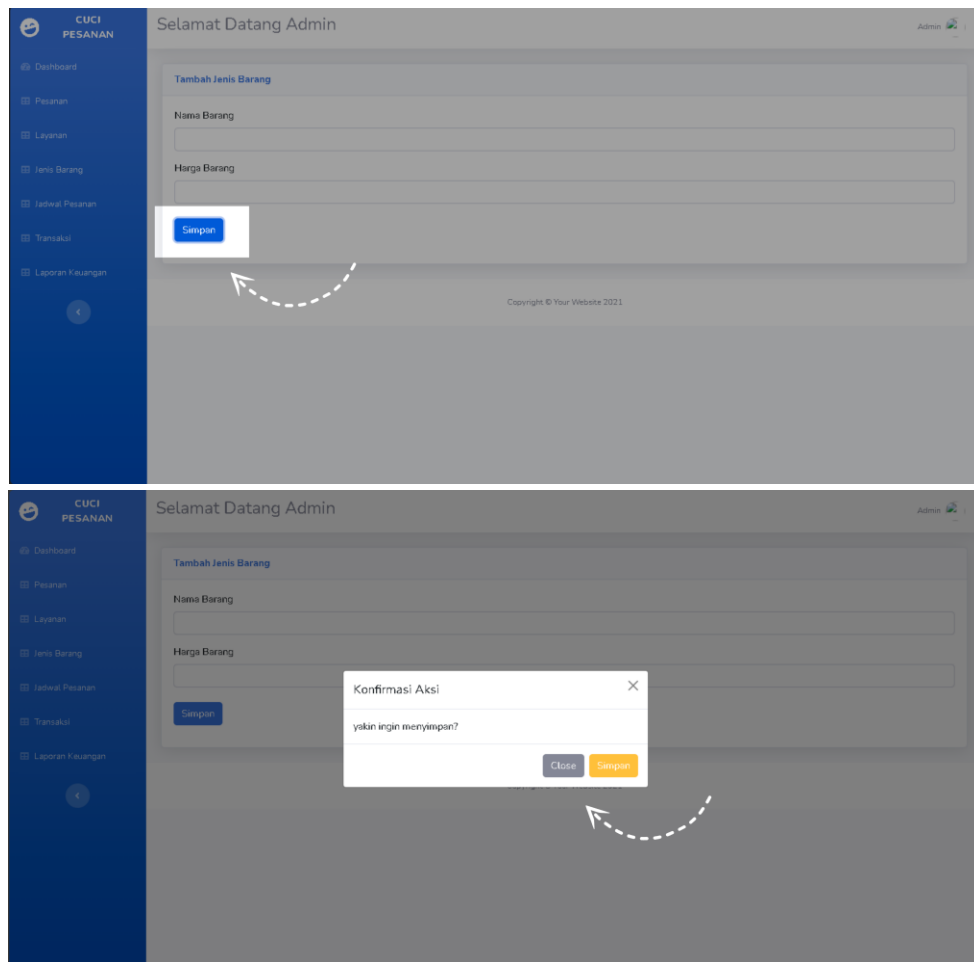 CUCI
PESANAN
Selamat Datang Admin
Admin
Dashboard
Pesanan
Layanan
Jenis Barang
Jadwal Pesanan
Transaksi
Laporan Keuangan
Tambah Jenis Barang
Nama Barang
Harga Barang
Simpan
Copyright © Your Website 2021
CUCI
PESANAN
Selamat Datang Admin
Admin
Dashboard
Pesanan
Layanan
Jenis Barang
Jadwal Pesanan
Transaksi
Laporan Keuangan
Tambah Jenis Barang
Nama Barang
Harga Barang
Simpan
Konfirmasi Aksi
yakin ingin menyimpan?
Close Simpan